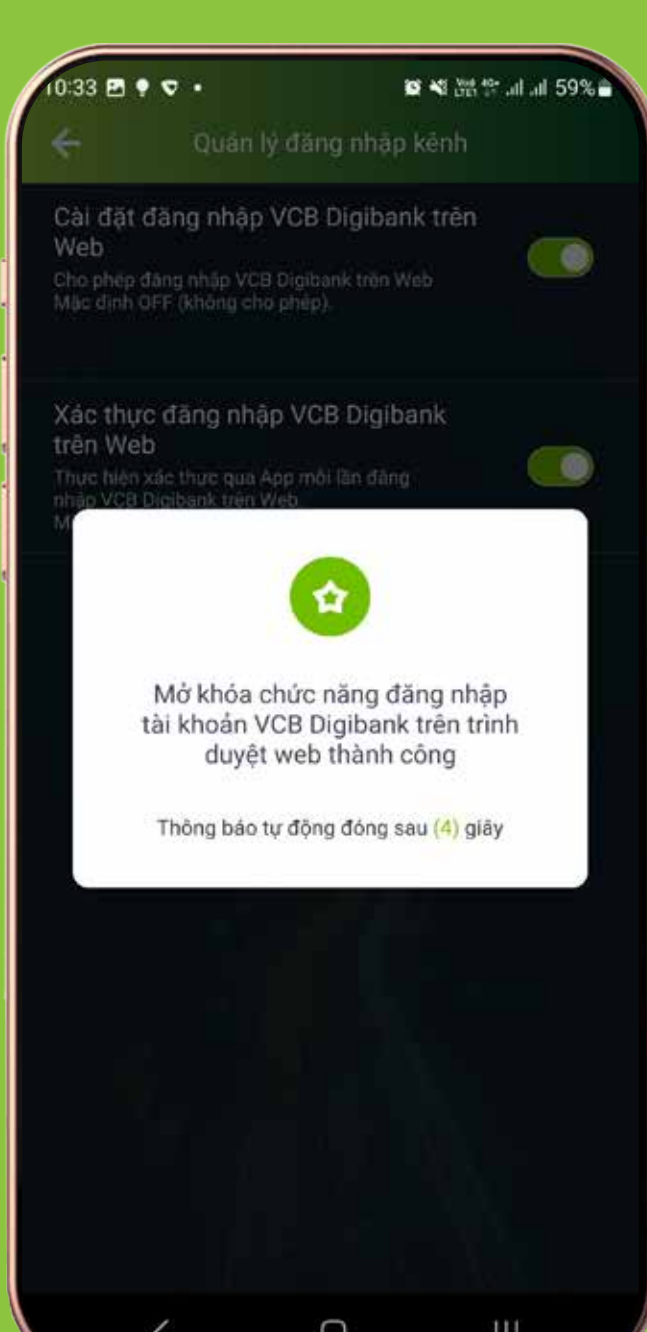 10:33
59%
Quản lý đăng nhập kênh
Cài đặt đăng nhập VCB Digibank trên
Web
Cho phép đăng nhập VCB Digibank trên Web
Mặc định OFF (không cho phép).
Xác thực đăng nhập VCB Digibank
trên Web
Thực hiện xác thực qua App mỗi lần đăng
nhập VCB Digibank trên Web
Mở khóa chức năng đăng nhập
tài khoản VCB Digibank trên trình
duyệt web thành công
Thông báo tự động đóng sau (4) giây